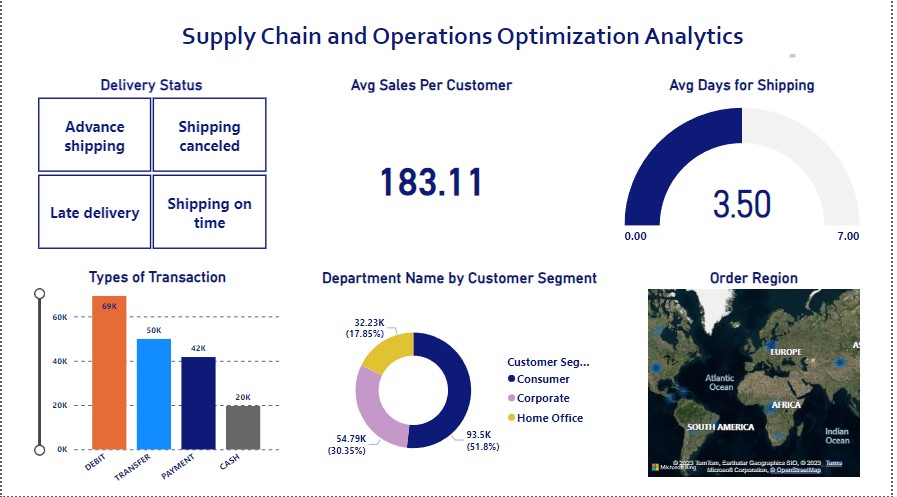 Supply Chain and Operations Optimization Analytics
Delivery Status
Advance
shipping
Shipping
canceled
Late delivery
Shipping on
time
Avg Sales Per Customer
183.11
Avg Days for Shipping
3.50
0.00
7.00
Types of Transaction
60K
40K
20K
0K
69K
50K
42K
20K
DEBIT
TRANSFER
PAYMENT
CASH
Department Name by Customer Segment
32.23K
(17.85%)
54.79K
(30.35%)
93.5K
(51.8%)
Customer Seg...
Consumer
Corporate
Home Office
Order Region
EUROPE
AS
Atlantic
Ocean
AFRICA
SOUTH AMERICA
Indian
Ocean
Microsoft Bing
© 2023 TomTom, Earthstar Geographics SIO, © 2023
Microsoft Corporation, © OpenStreetMap
Terms